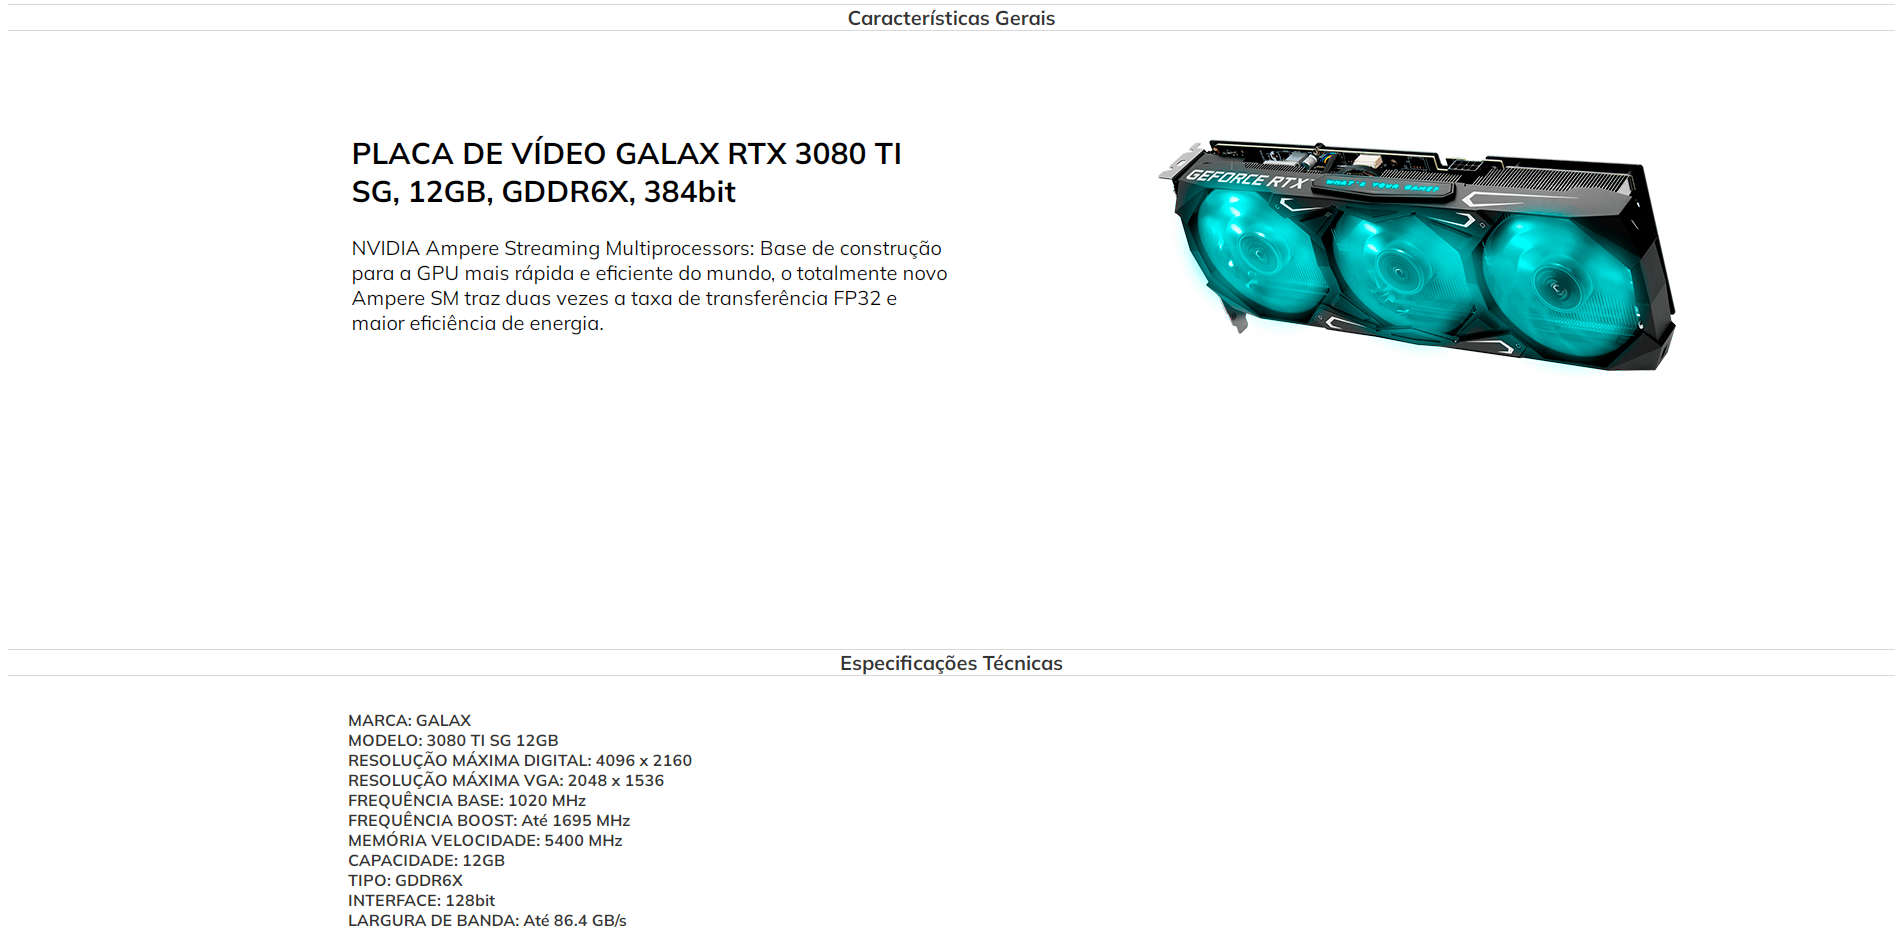 Características Gerais
PLACA DE VÍDEO GALAX RTX 3080 TI
SG, 12GB, GDDR6X, 384bit
NVIDIA Ampere Streaming Multiprocessors: Base de construção
para a GPU mais rápida e eficiente do mundo, o totalmente novo
Ampere SM traz duas vezes a taxa de transferência FP32 e
maior eficiência de energia.
GEFORCE RTX
WHAT'S YOUR GAME?
Especificações Técnicas
MARCA: GALAX
MODELO: 3080 TI SG 12GB
RESOLUÇÃO MÁXIMA DIGITAL: 4096 x 2160
RESOLUÇÃO MÁXIMA VGA: 2048 x 1536
FREQUÊNCIA BASE: 1020 MHz
FREQUÊNCIA BOOST: Até 1695 MHz
MEMÓRIA VELOCIDADE: 5400 MHz
CAPACIDADE: 12GB
TIPO: GDDR6X
INTERFACE: 128bit
LARGURA DE BANDA: Até 86.4 GB/s